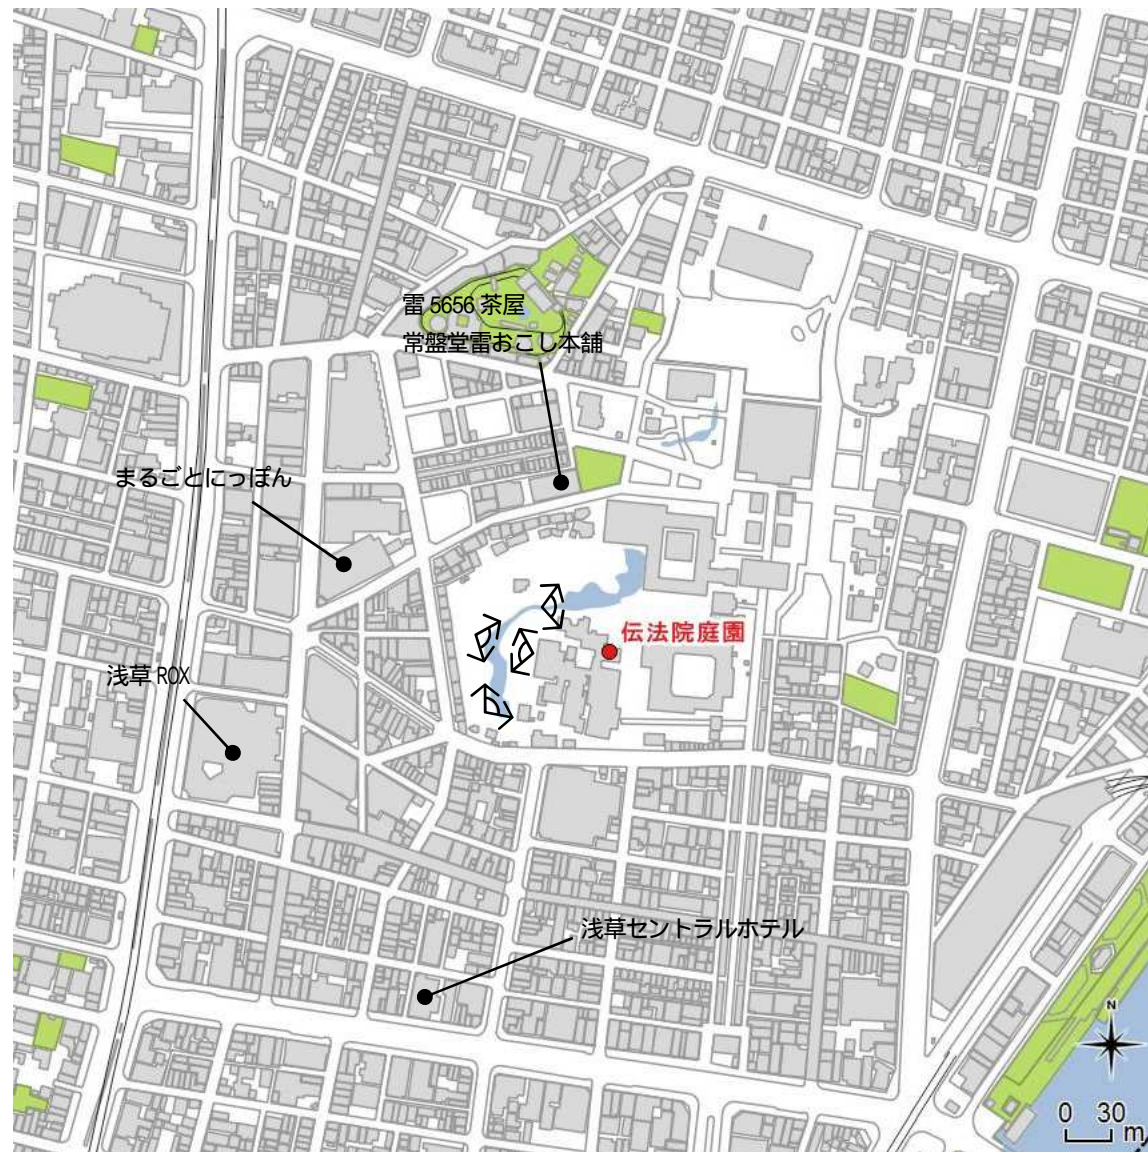 雷 5656 茶屋
常盤堂雷おこし本舗
まるごとにっぽん
伝法院庭園
浅草 ROX
浅草セントラルホテル
N
0 30
m